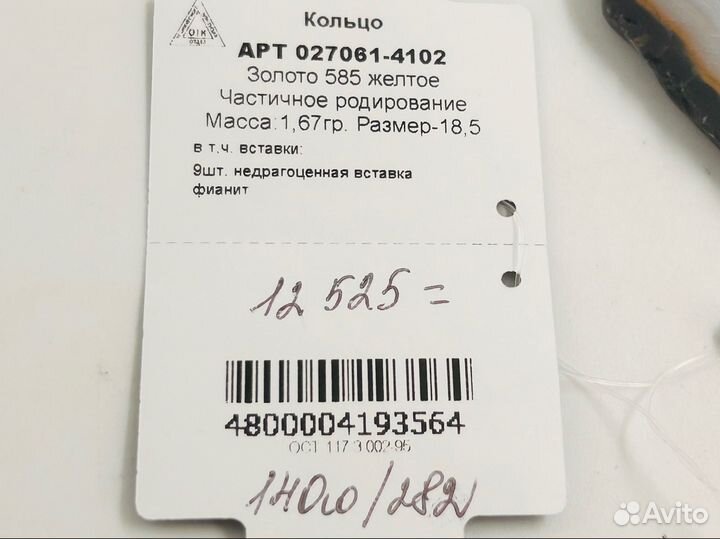 Кольцо
АРТ 027061-4102
Золото 585 желтое
Частичное родирование
Масса:1,67гр. Размер-18,5
в т.ч. вставки:
9шт. недрагоценная вставка
фианит
12 525=
4800004193564
ОСТ 117 3 002-95
Avito